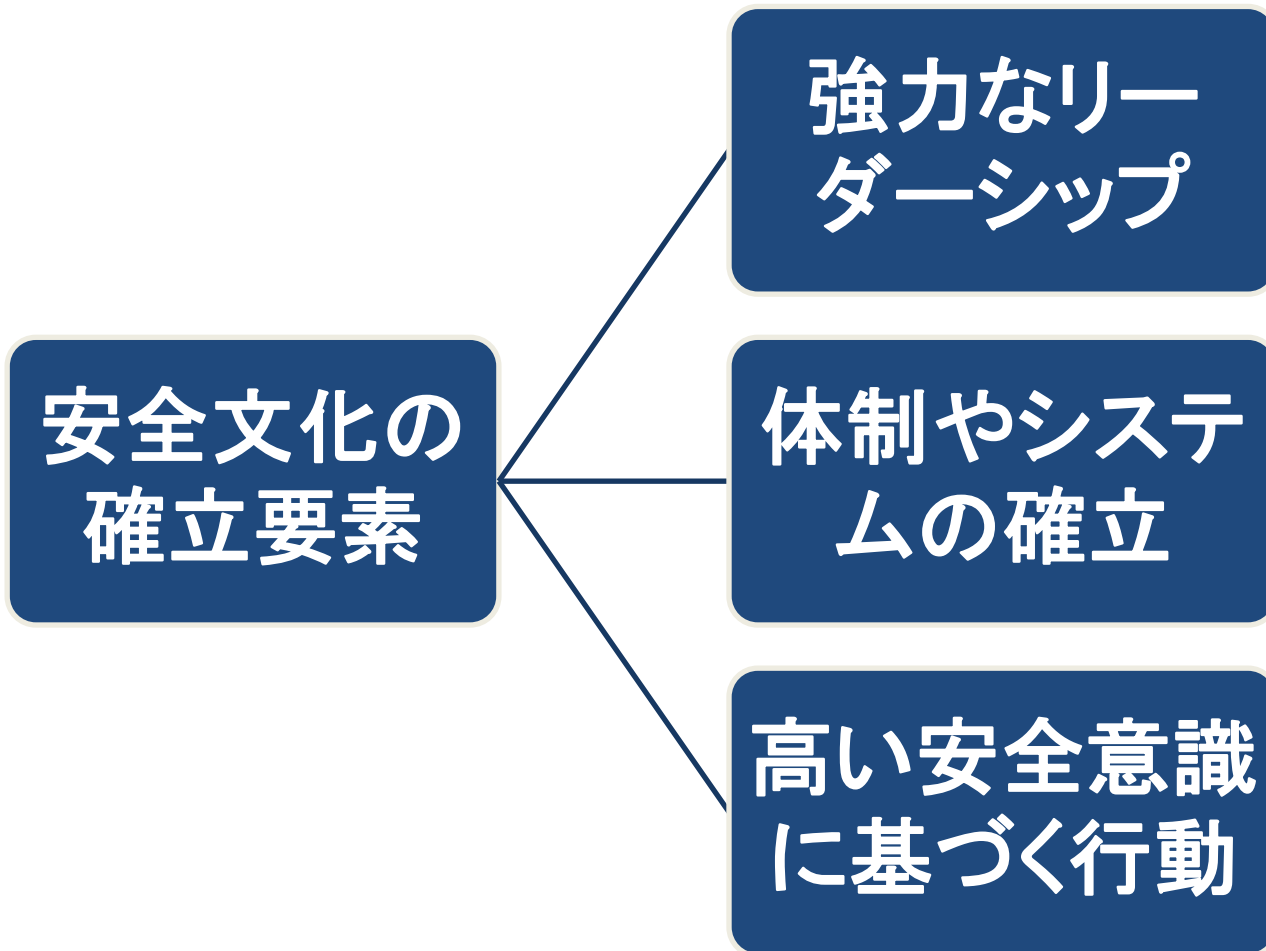 強力なリー
ダーシップ
安全文化の
確立要素
体制やシステ
ムの確立
高い安全意識
に基づく行動